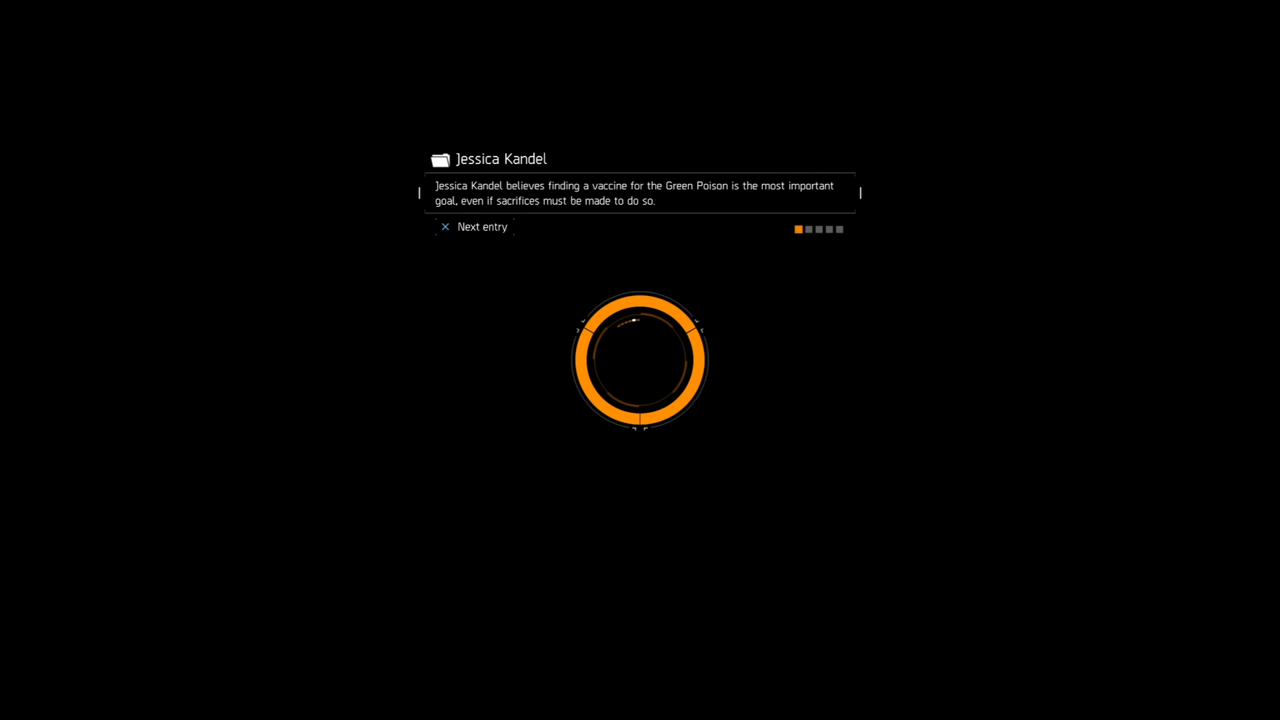 Jessica Kandel
Jessica Kandel believes finding a vaccine for the Green Poison is the most important
goal, even if sacrifices must be made to do so.
Next entry